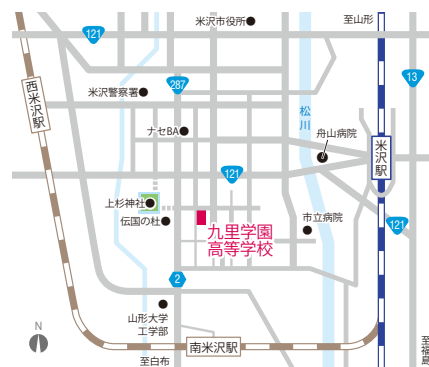 米沢市役所
至山形
121
13
西米沢駅
287
米沢警察署
松川
ナセBA
舟山病院
米沢駅
121
上杉神社
伝国の杜
九里学園
高等学校
市立病院
121
2
山形大学
工学部
N
南米沢駅
至白布
至福島